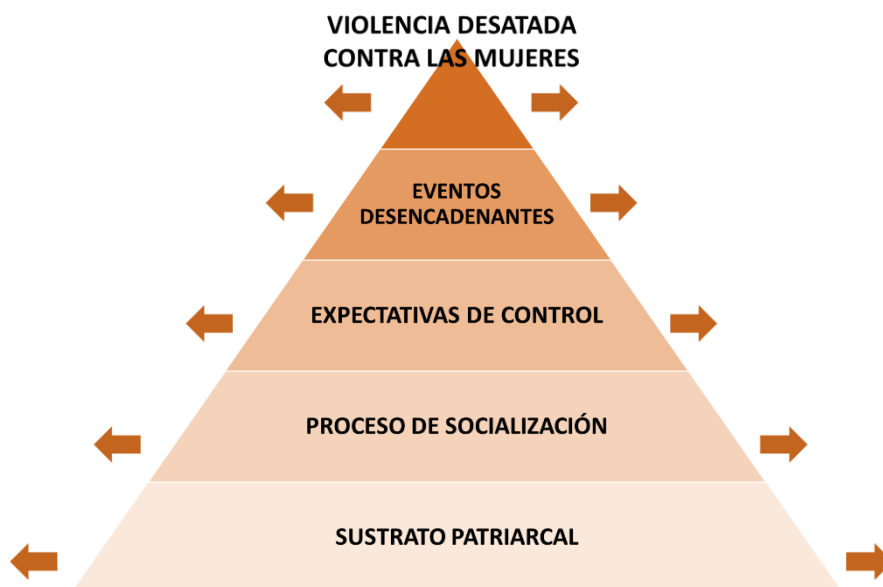 VIOLENCIA DESATADA
CONTRA LAS MUJERES
EVENTOS
DESENCADENANTES
EXPECTATIVAS DE CONTROL
PROCESO DE SOCIALIZACIÓN
SUSTRATO PATRIARCAL